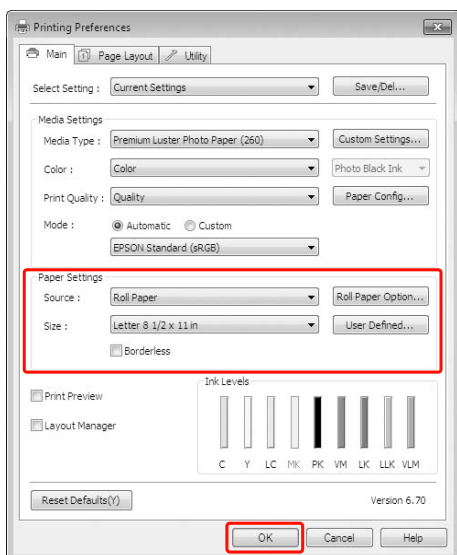 Printing Preferences
Main Page Layout Utility
Select Setting : Current Settings Save/Del...
Media Settings
Media Type : Premium Luster Photo Paper (260) Custom Settings...
Color : Color Photo Black Ink
Print Quality : Quality Paper Config...
Mode : Automatic Custom
EPSON Standard (sRGB)
Paper Settings
Source : Roll Paper Roll Paper Option...
Size : Letter 8 1/2 x 11 in User Defined...
Borderless
Ink Levels
Print Preview
Layout Manager
C Y LC MK PK VM LK LLK VLM
Reset Defaults(Y) Version 6.70
OK Cancel Help